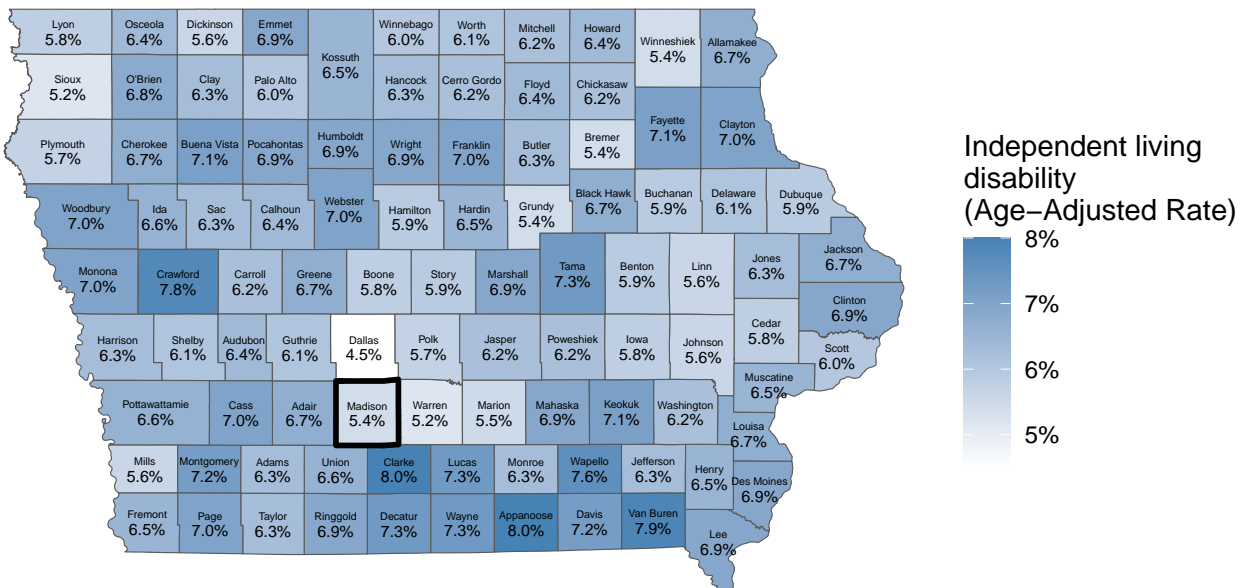 Lyon
5.8%
Osceola
6.4%
Dickinson
5.6%
Emmet
6.9%
Kossuth
6.5%
Winnebago
6.0%
Worth
6.1%
Mitchell
6.2%
Howard
6.4%
Winneshiek
5.4%
Allamakee
6.7%
Sioux
5.2%
O'Brien
6.8%
Clay
6.3%
Palo Alto
6.0%
Hancock
6.3%
Cerro Gordo
6.2%
Floyd
6.4%
Chickasaw
6.2%
Fayette
7.1%
Clayton
7.0%
Plymouth
5.7%
Cherokee
6.7%
Buena Vista
7.1%
Pocahontas
6.9%
Humboldt
6.9%
Wright
6.9%
Franklin
7.0%
Butler
6.3%
Bremer
5.4%
Woodbury
7.0%
Ida
6.6%
Sac
6.3%
Calhoun
6.4%
Webster
7.0%
Hamilton
5.9%
Hardin
6.5%
Grundy
5.4%
Black Hawk
6.7%
Buchanan
5.9%
Delaware
6.1%
Dubuque
5.9%
Monona
7.0%
Crawford
7.8%
Carroll
6.2%
Greene
6.7%
Boone
5.8%
Story
5.9%
Marshall
6.9%
Tama
7.3%
Benton
5.9%
Linn
5.6%
Jones
6.3%
Jackson
6.7%
Clinton
6.9%
Harrison
6.3%
Shelby
6.1%
Audubon
6.4%
Guthrie
6.1%
Dallas
4.5%
Polk
5.7%
Jasper
6.2%
Poweshiek
6.2%
Iowa
5.8%
Johnson
5.6%
Cedar
5.8%
Scott
6.0%
Muscatine
6.5%
Pottawattamie
6.6%
Cass
7.0%
Adair
6.7%
Madison
5.4%
Warren
5.2%
Marion
5.5%
Mahaska
6.9%
Keokuk
7.1%
Washington
6.2%
Louisa
6.7%
Mills
5.6%
Montgomery
7.2%
Adams
6.3%
Union
6.6%
Clarke
8.0%
Lucas
7.3%
Monroe
6.3%
Wapello
7.6%
Jefferson
6.3%
Henry
6.5%
Des Moines
6.9%
Fremont
6.5%
Page
7.0%
Taylor
6.3%
Ringgold
6.9%
Decatur
7.3%
Wayne
7.3%
Appanoose
8.0%
Davis
7.2%
Van Buren
7.9%
Lee
6.9%
Independent living
disability
(Age−Adjusted Rate)
8%
7%
6%
5%